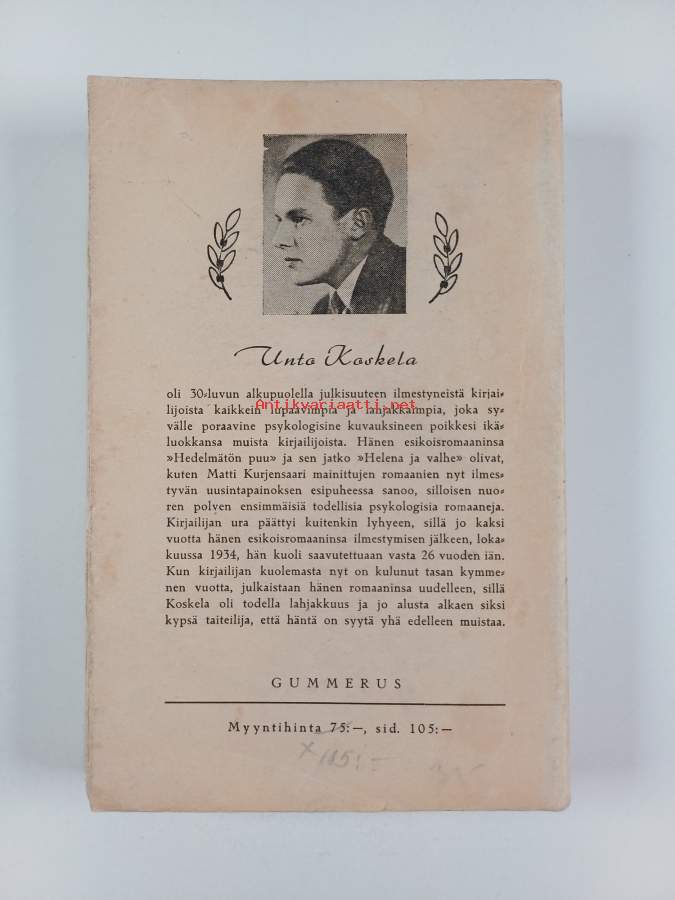 Unto Koskela
oli 30-luvun alkupuolella julkisuuteen ilmestyneistä kirjai-
lijoista kaikkein lupaavimpia ja lahjakkaimpia, joka sy-
Antikvariaatti.net
välle poraavine psykologisine kuvauksineen poikkesi ikä-
luokkansa muista kirjailijoista. Hänen esikoisromaaninsa
»Hedelmätön puu» ja sen jatko »Helena ja valhe» olivat,
kuten Matti Kurjensaari mainittujen romaanien nyt ilmes-
tyvän uusintapainoksen esipuheessa sanoo, silloisen nuo-
ren polven ensimmäisiä todellisia psykologisia romaaneja.
Kirjailijan ura päättyi kuitenkin lyhyeen, sillä jo kaksi
vuotta hänen esikoisromaaninsa ilmestymisen jälkeen, loka-
kuussa 1934, hän kuoli saavutettuaan vasta 26 vuoden iän.
Kun kirjailijan kuolemasta nyt on kulunut tasan kymme-
nen vuotta, julkaistaan hänen romaaninsa uudelleen, sillä
Koskela oli todella lahjakkuus ja jo alusta alkaen siksi
kypsä taiteilija, että häntä on syytä yhä edelleen muistaa.
GUMMERUS
Myyntihinta 75:—, sid. 105:—
x 115:-